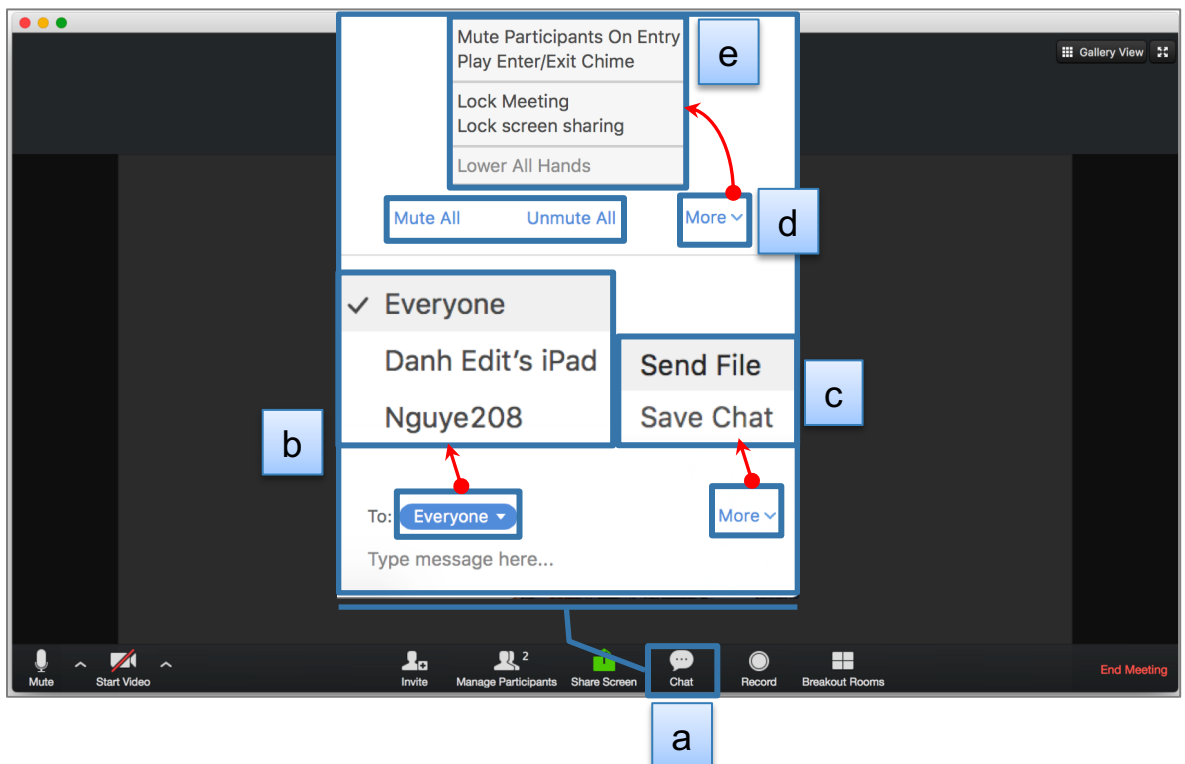 Mute Participants On Entry
Play Enter/Exit Chime
e
Gallery View
Lock Meeting
Lock screen sharing
Lower All Hands
Mute All Unmute All More
d
Everyone
Danh Edit's iPad
Nguye208
Send File
Save Chat
c
b
To: Everyone
More
Type message here...
2
Mute Start Video Invite Manage Participants Share Screen Chat Record Breakout Rooms End Meeting
a